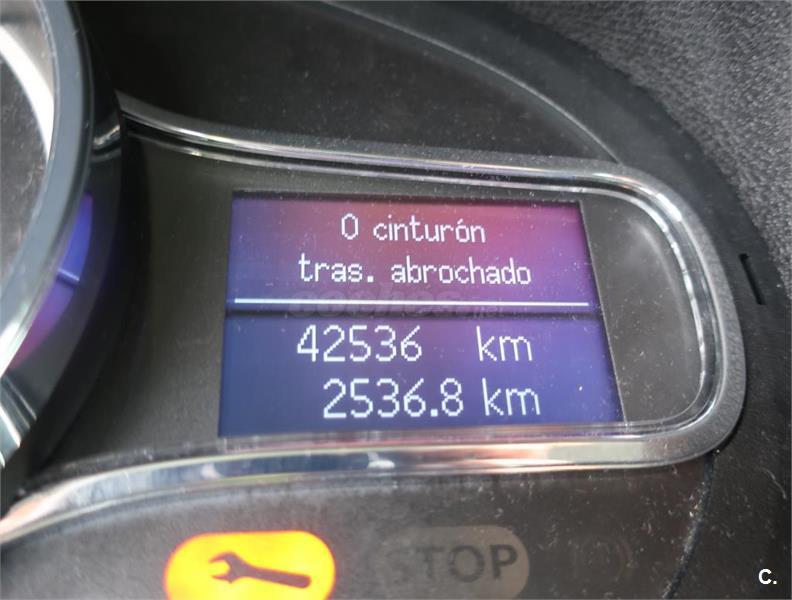 0 cinturón
tras. abrochado
42536 km
2536.8 km
STOP
C.